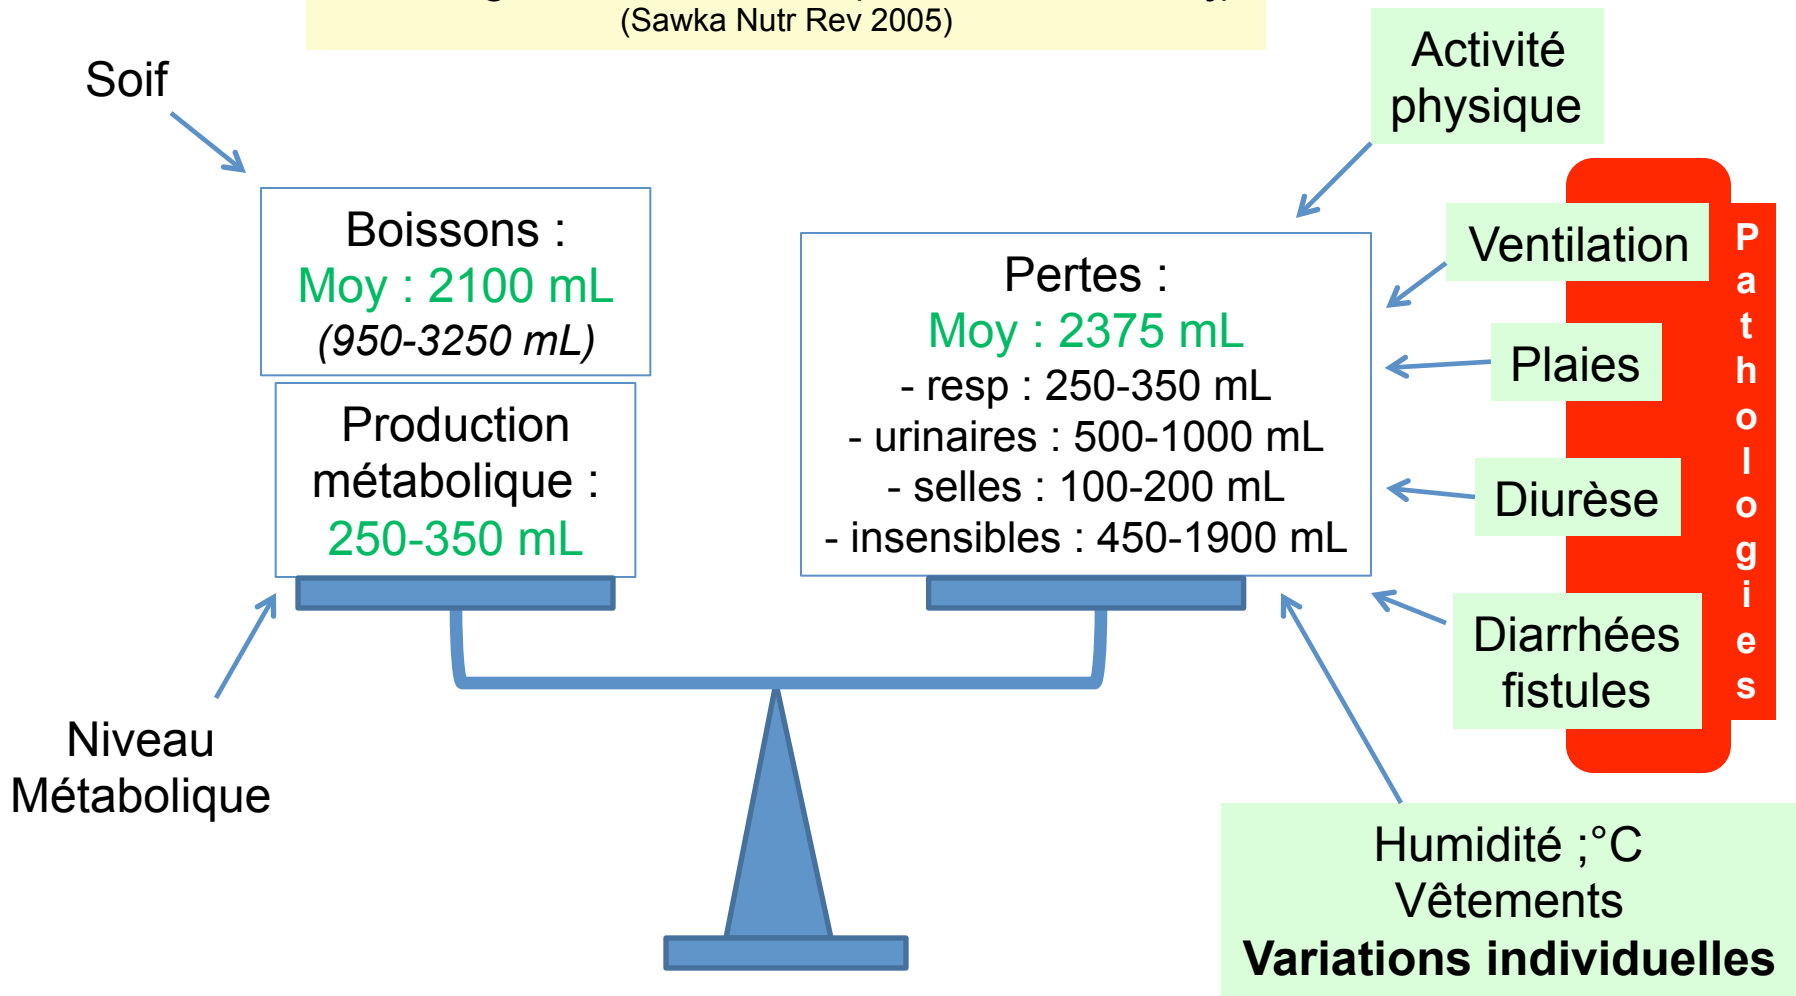 (Sawka Nutr Rev 2005)
Soif
Boissons :
Moy : 2100 mL
(950-3250 mL)
Production
métabolique :
250-350 mL
Niveau
Métabolique
Pertes :
Moy : 2375 mL
- resp : 250-350 mL
- urinaires : 500-1000 mL
- selles : 100-200 mL
- insensibles : 450-1900 mL
Activité
physique
Ventilation
Plaies
Diurèse
Diarrhées
fistules
Pathologies
Humidité ;°C
Vêtements
Variations individuelles